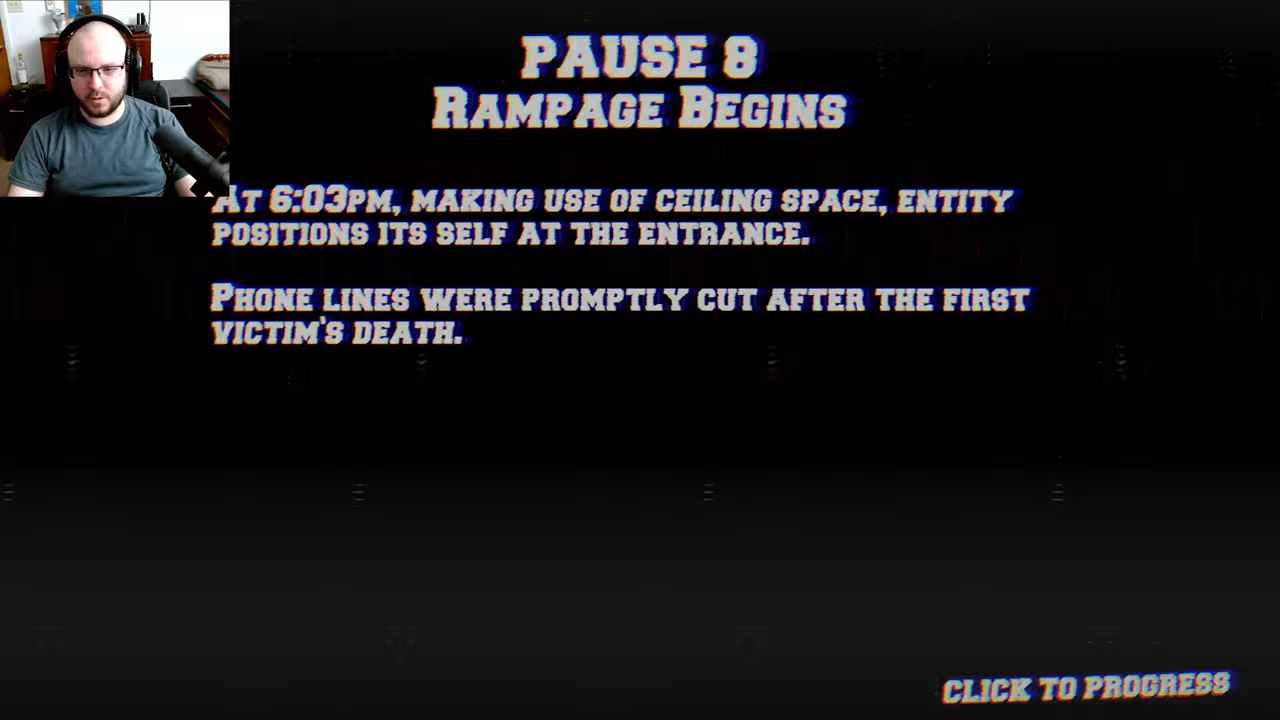 PAUSE 8
RAMPAGE BEGINS
AT 6:03PM, MAKING USE OF CEILING SPACE, ENTITY
POSITIONS ITS SELF AT THE ENTRANCE.
PHONE LINES WERE PROMPTLY CUT AFTER THE FIRST
VICTIM'S DEATH.
CLICK TO PROGRESS